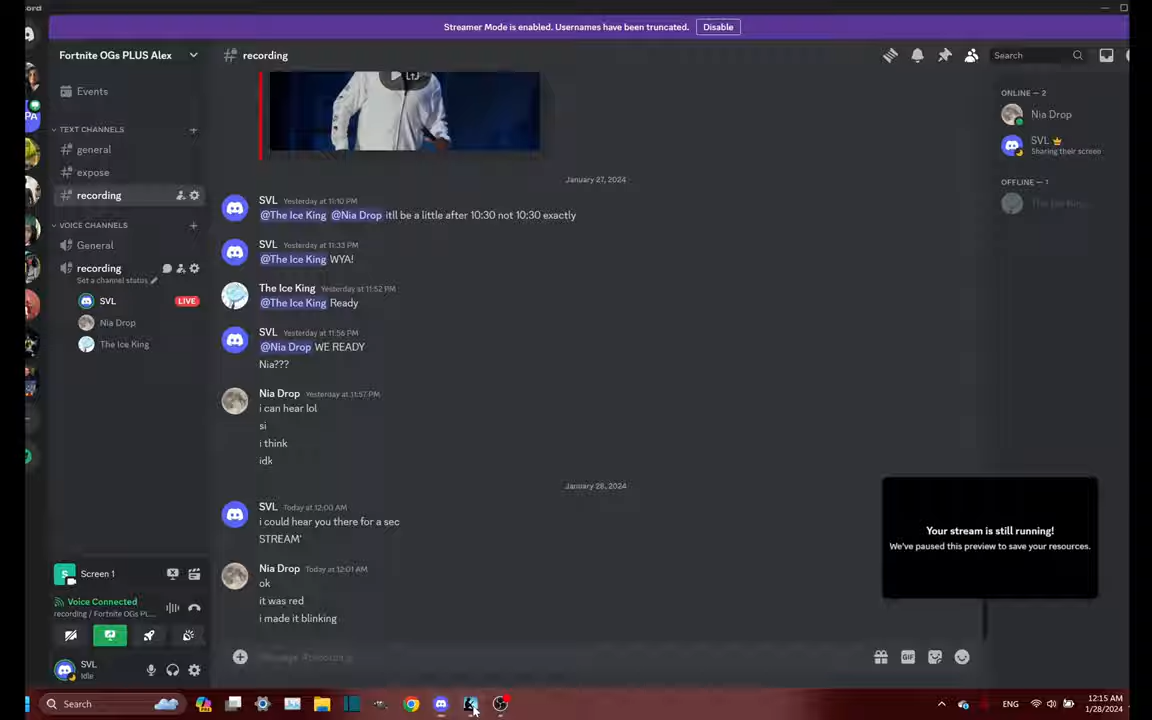 ord
Streamer Mode is enabled. Usernames have been truncated. Disable
Fortnite OGs PLUS Alex
Events
TEXT CHANNELS
general
expose
recording
VOICE CHANNELS
General
recording
Set a channel status
SVL LIVE
Nia Drop
The Ice King
Screen 1
Voice Connected
recording / Fortnite OGs PL...
SVL
Idle
# recording
Search
January 27, 2024
SVL Yesterday at 11:10 PM
@The Ice King @Nia Drop itll be a little after 10:30 not 10:30 exactly
SVL Yesterday at 11:33 PM
@The Ice King WYA!
The Ice King Yesterday at 11:52 PM
@The Ice King Ready
SVL Yesterday at 11:56 PM
@Nia Drop WE READY
Nia???
Nia Drop Yesterday at 11:57 PM
i can hear lol
si
i think
idk
January 28, 2024
SVL Today at 12:00 AM
i could hear you there for a sec
STREAM'
Nia Drop Today at 12:01 AM
ok
it was red
i made it blinking
Message #recording
GIF
ONLINE — 2
Nia Drop
SVL
Sharing their screen
OFFLINE — 1
The Ice King
Your stream is still running!
We've paused this preview to save your resources.
PA
Search
ENG
12:15 AM
1/28/2024